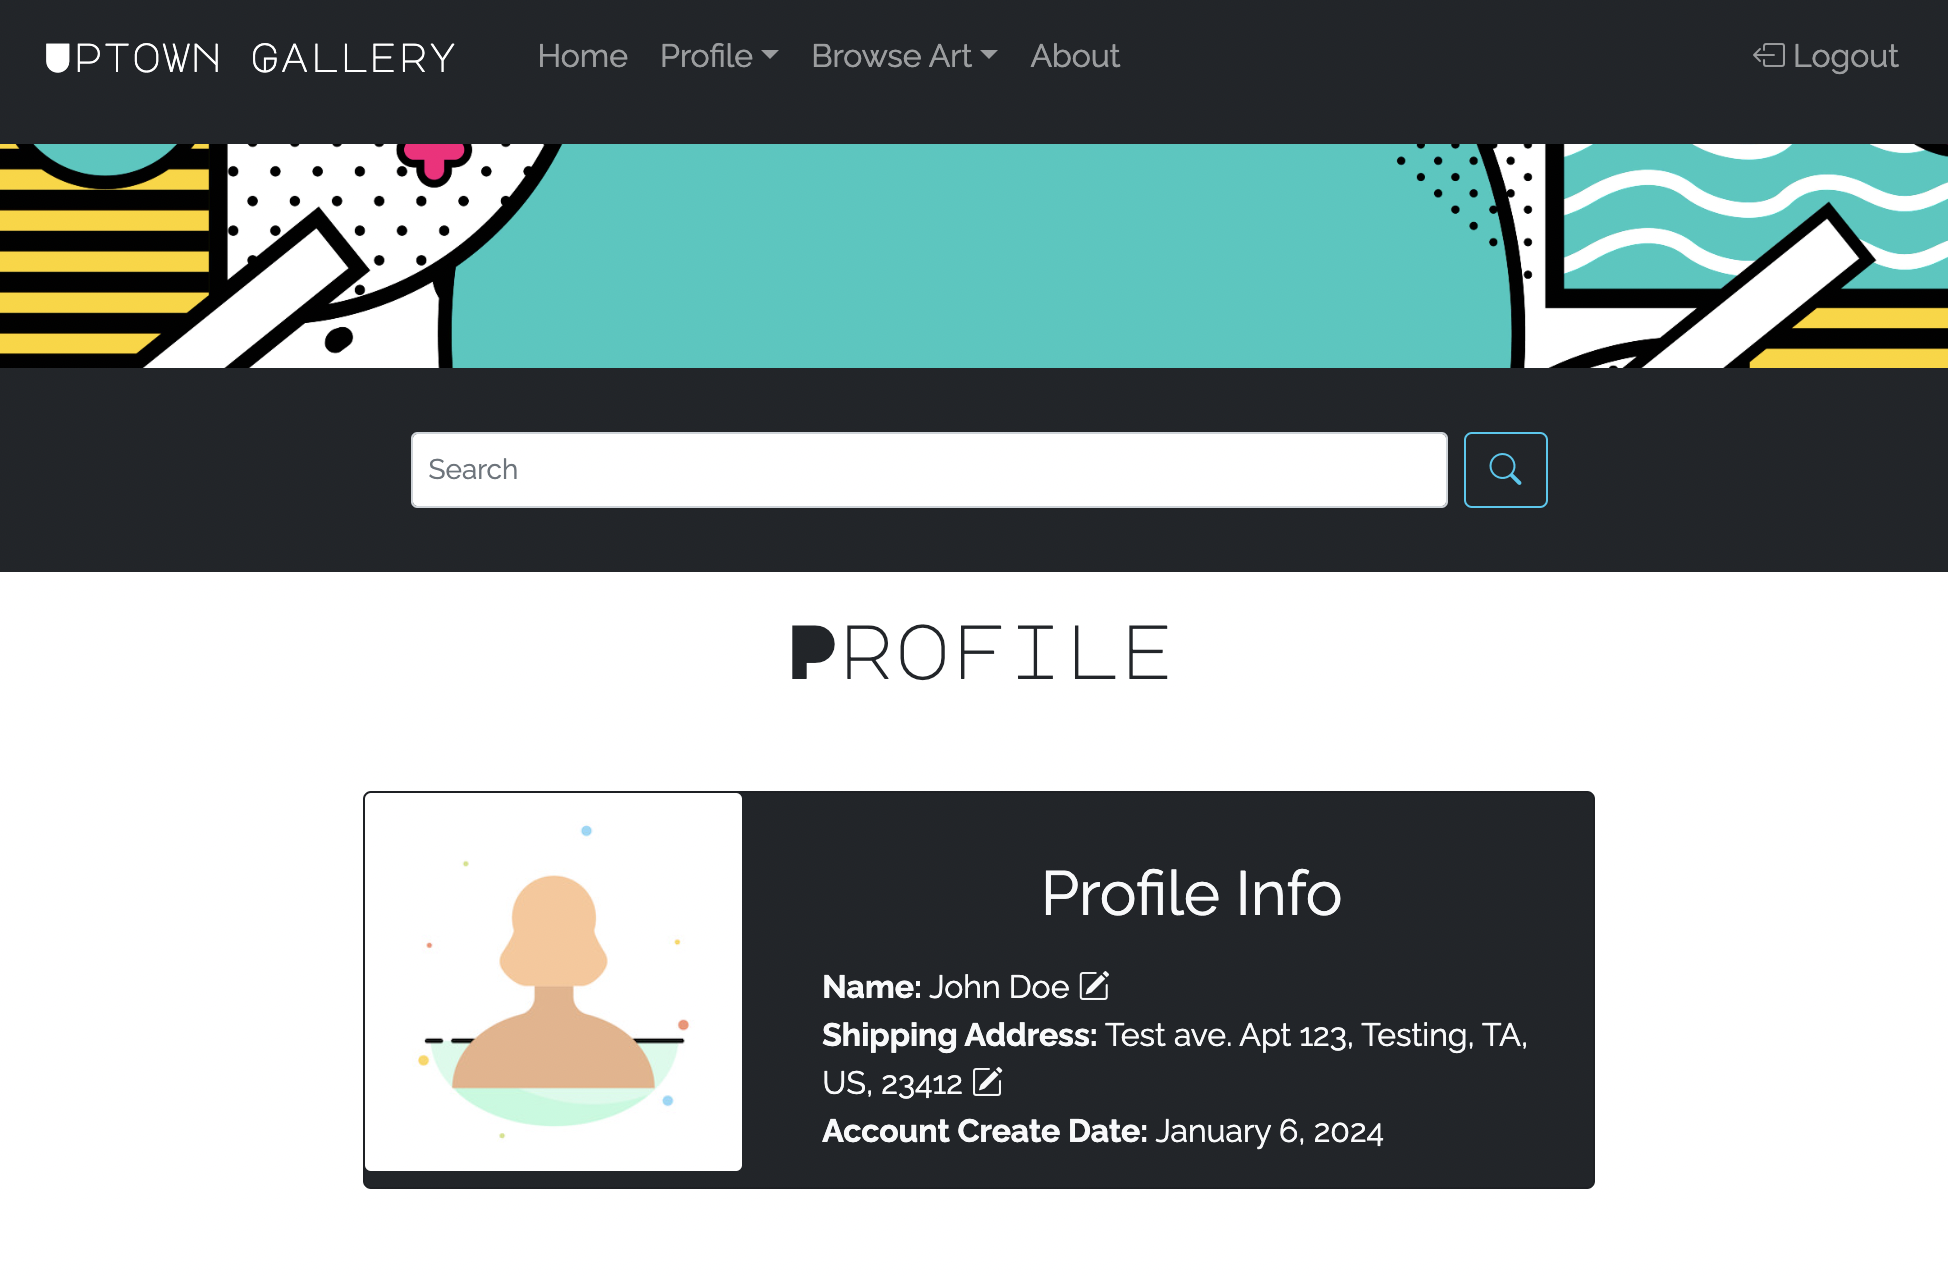 UPTOWN GALLERY Home Profile Browse Art About Logout
Search
PROFILE
Profile Info
Name: John Doe
Shipping Address: Test ave. Apt 123, Testing, TA,
US, 23412
Account Create Date: January 6, 2024